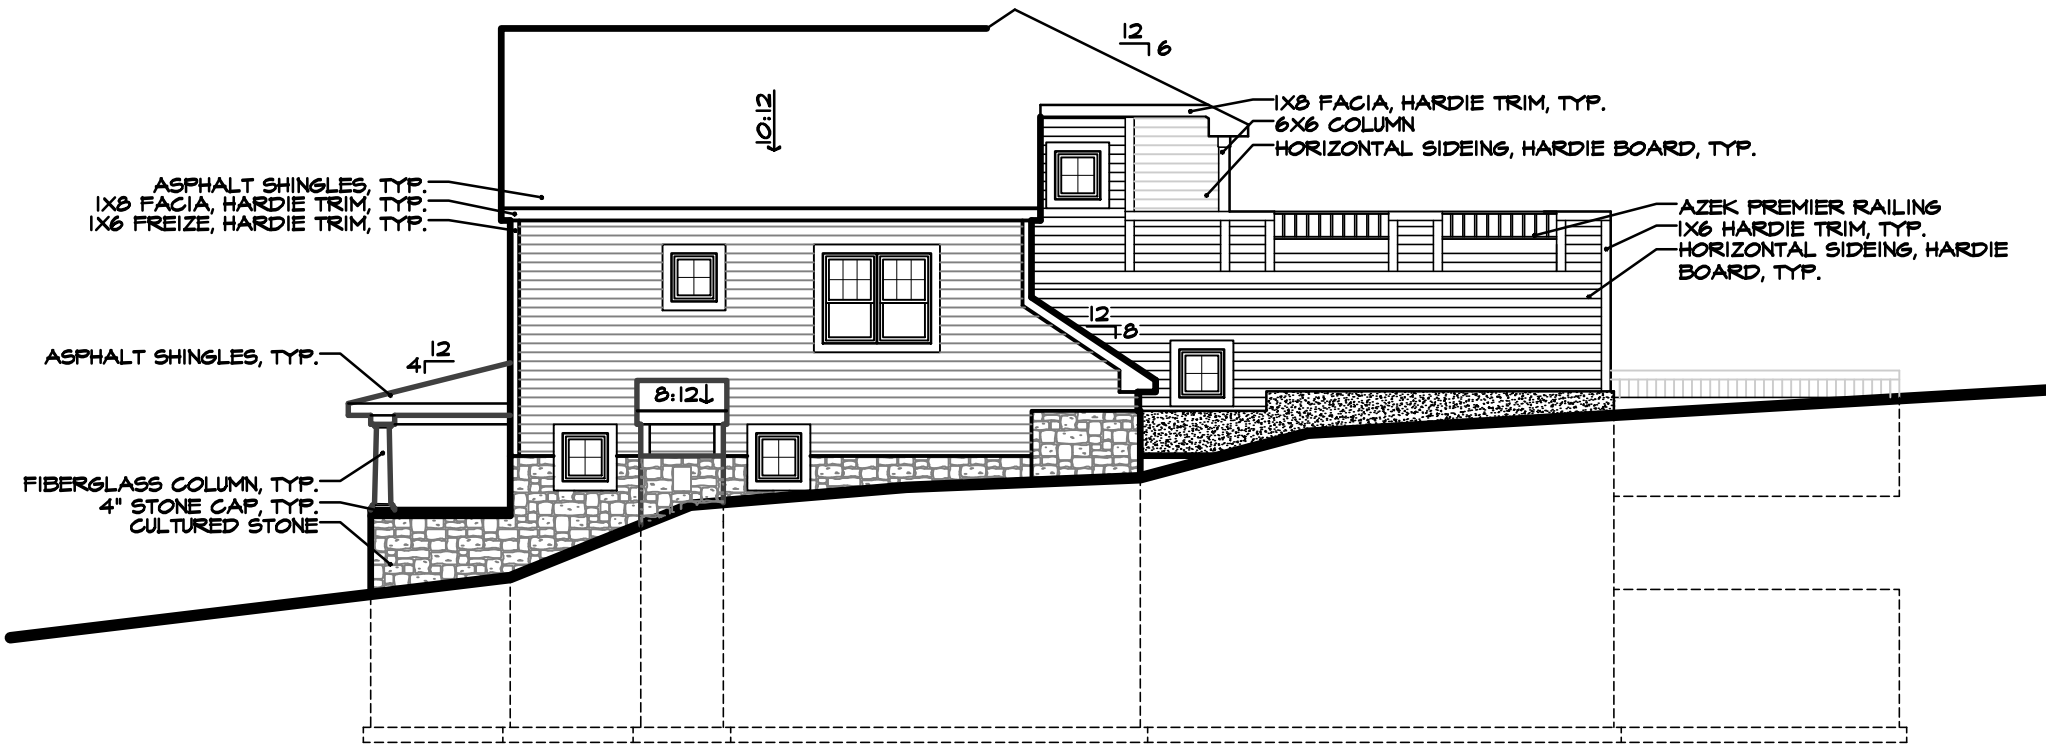 12
6
10:12
1X8 FACIA, HARDIE TRIM, TYP.
6X6 COLUMN
HORIZONTAL SIDEING, HARDIE BOARD, TYP.
ASPHALT SHINGLES, TYP.
1X8 FACIA, HARDIE TRIM, TYP.
1X6 FREIZE, HARDIE TRIM, TYP.
AZEK PREMIER RAILING
1X6 HARDIE TRIM, TYP.
HORIZONTAL SIDEING, HARDIE
BOARD, TYP.
12
8
ASPHALT SHINGLES, TYP.
12
4
8:12
FIBERGLASS COLUMN, TYP.
4" STONE CAP, TYP.
CULTURED STONE